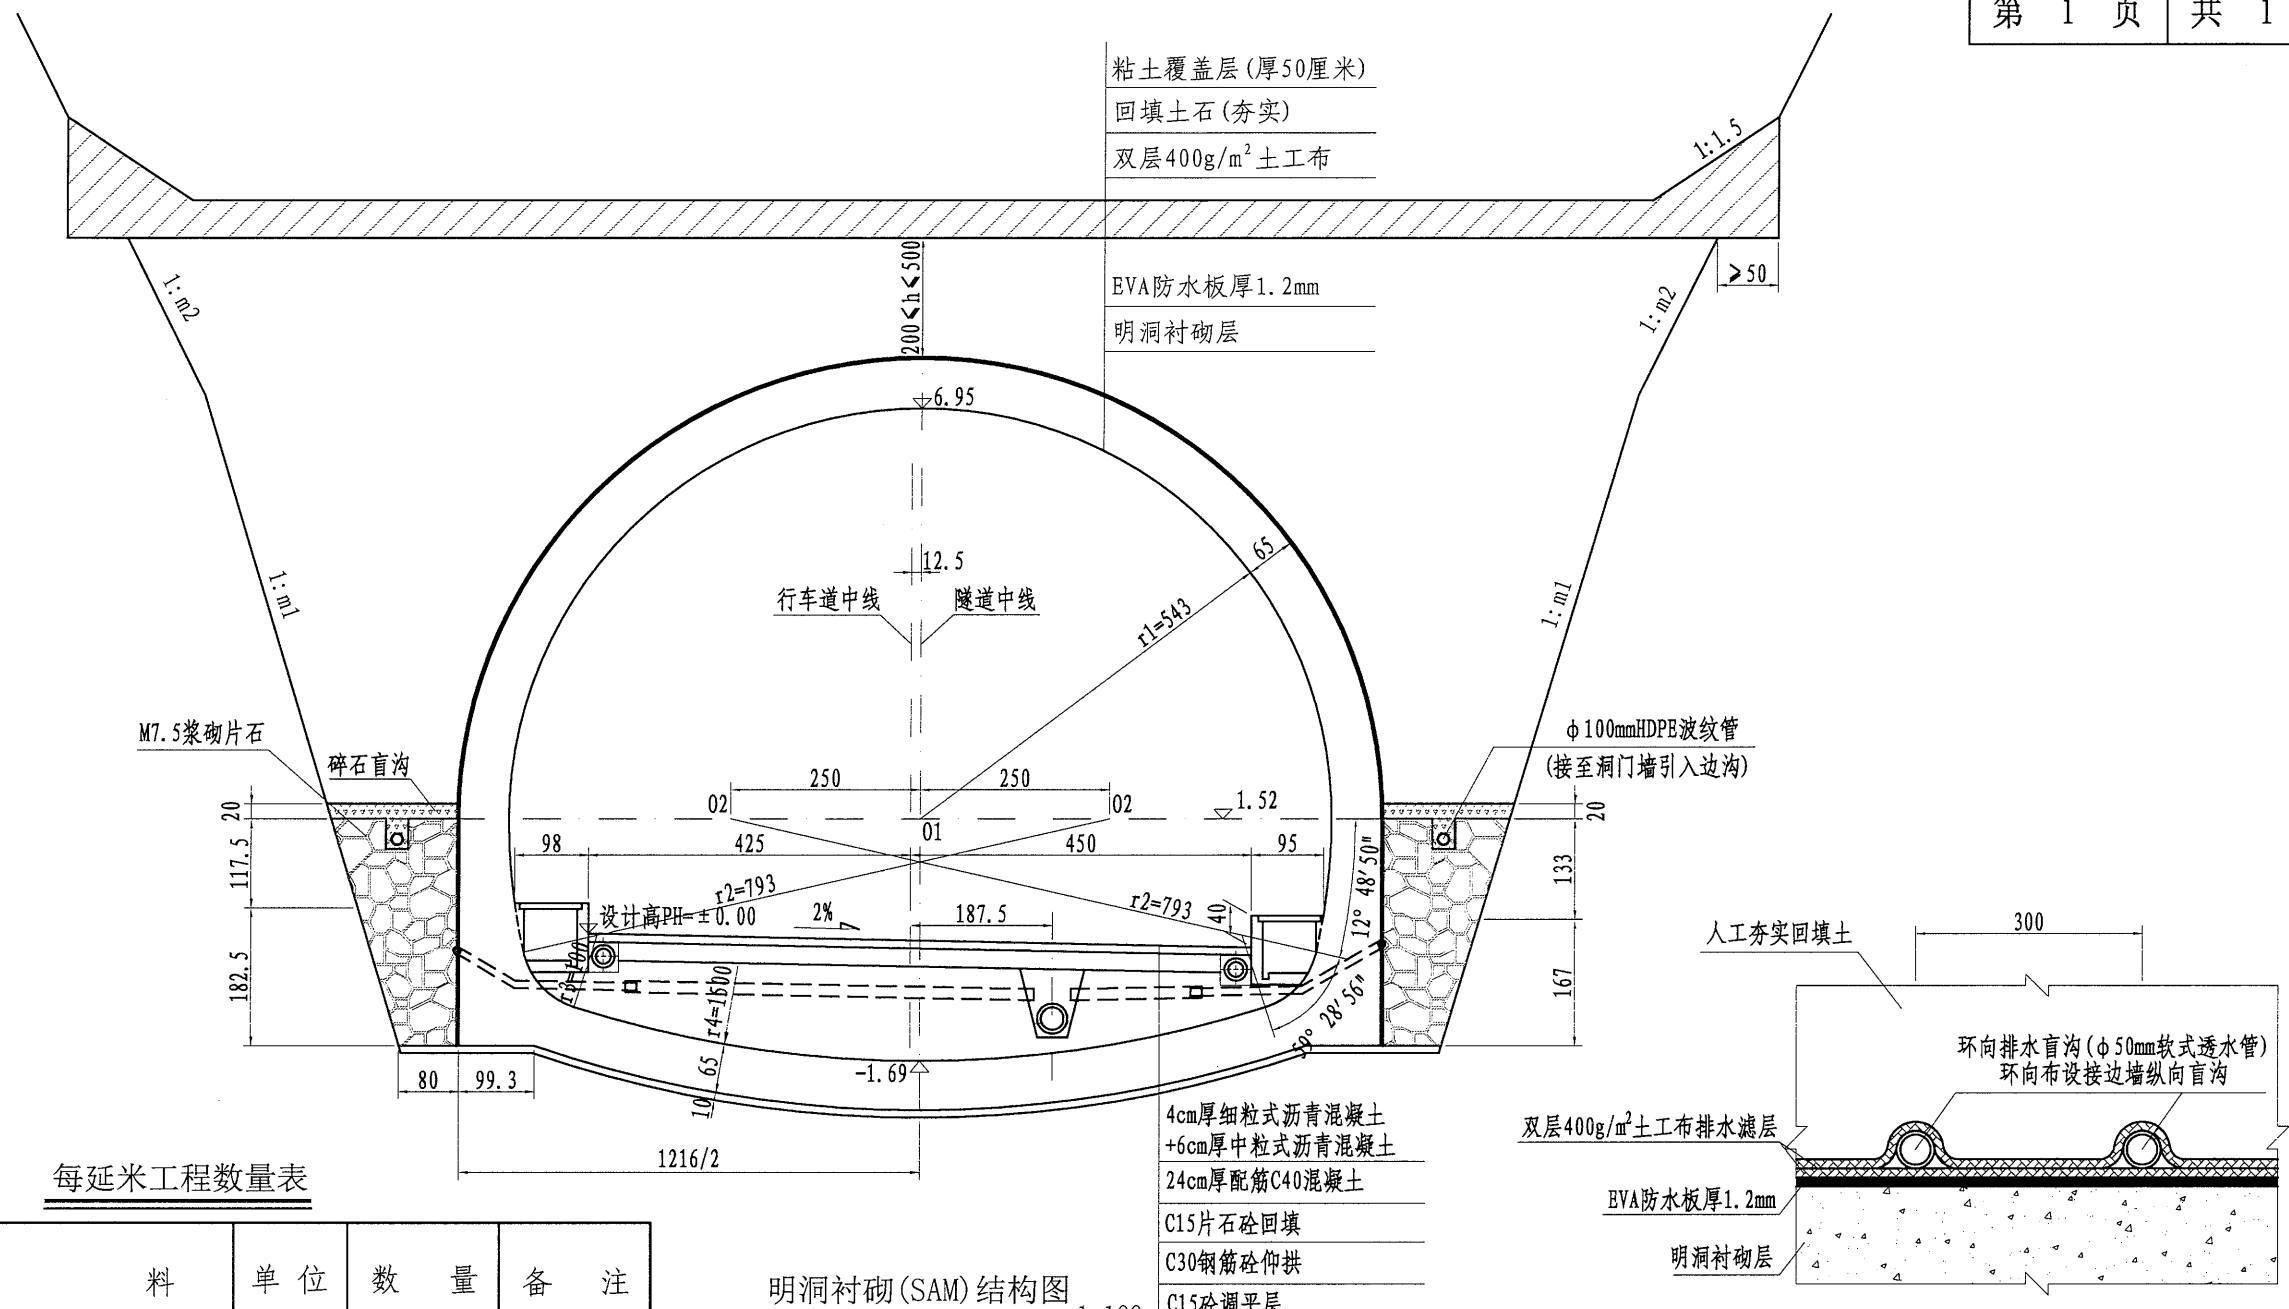 第 1 页 共 1
粘土覆盖层(厚50厘米)
回填土石(夯实)
双层400g/m²土工布
1:1.5
200≤h≤500
≥50
EVA防水板厚1.2mm
明洞衬砌层
1:m2
1:m2
6.95
65
12.5
行车道中线
隧道中线
r1=543
1:m1
1:m1
M7.5浆砌片石
碎石盲沟
φ100mmHDPE波纹管
(接至洞门墙引入边沟)
250
250
O2
O2
O1
1.52
20
20
98
425
450
95
117.5
133
r2=793
r2=793
12° 48′50″
设计高PH=±0.00
2%
187.5
40
182.5
167
r3=100
r4=1500
59° 28′56″
-1.69
80
99.3
65
10
1216/2
人工夯实回填土
300
环向排水盲沟(φ50mm软式透水管)
环向布设接边墙纵向盲沟
双层400g/m²土工布排水滤层
EVA防水板厚1.2mm
明洞衬砌层
4cm厚细粒式沥青混凝土
+6cm厚中粒式沥青混凝土
24cm厚配筋C40混凝土
C15片石砼回填
C30钢筋砼仰拱
C15砼调平层
每延米工程数量表
料 单位 数量 备注
明洞衬砌(SAM)结构图